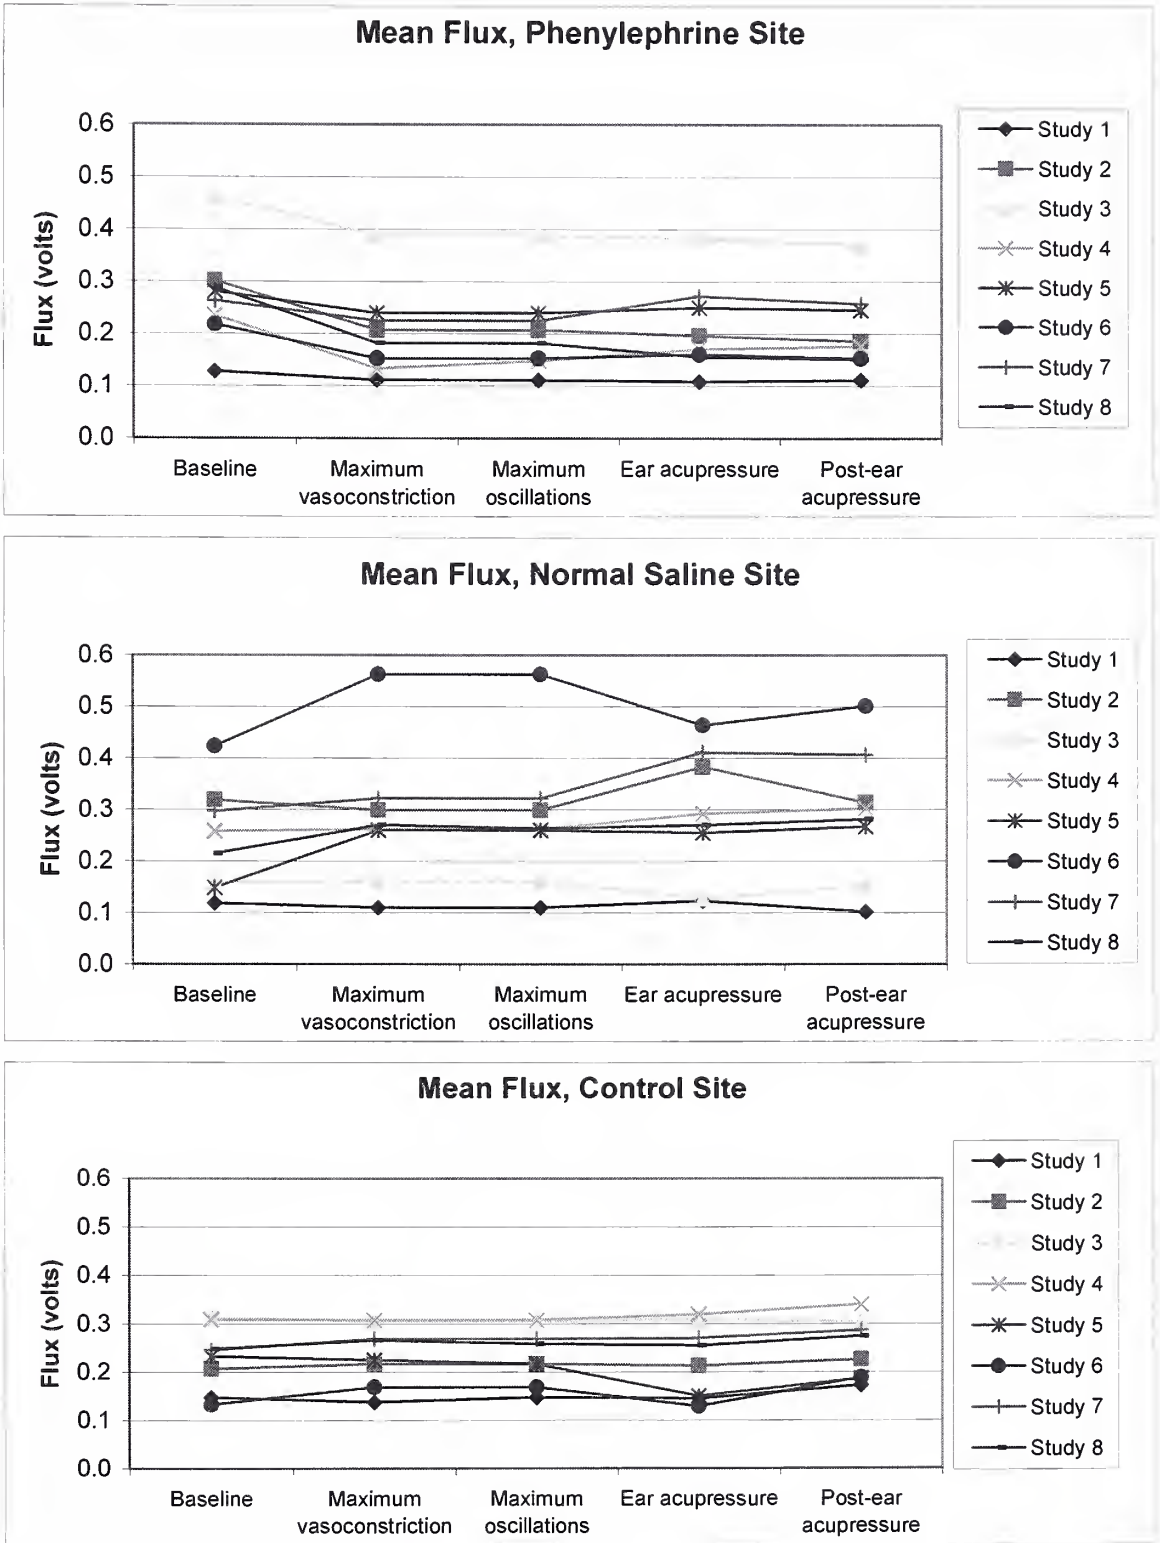 Mean Flux, Phenylephrine Site
Flux (volts)
0.6
0.5
0.4
0.3
0.2
0.1
0.0
Baseline
Maximum
vasoconstriction
Maximum
oscillations
Ear acupressure
Post-ear
acupressure
Study 1
Study 2
Study 3
Study 4
Study 5
Study 6
Study 7
Study 8
Mean Flux, Normal Saline Site
Flux (volts)
0.6
0.5
0.4
0.3
0.2
0.1
0.0
Baseline
Maximum
vasoconstriction
Maximum
oscillations
Ear acupressure
Post-ear
acupressure
Study 1
Study 2
Study 3
Study 4
Study 5
Study 6
Study 7
Study 8
Mean Flux, Control Site
Flux (volts)
0.6
0.5
0.4
0.3
0.2
0.1
0.0
Baseline
Maximum
vasoconstriction
Maximum
oscillations
Ear acupressure
Post-ear
acupressure
Study 1
Study 2
Study 3
Study 4
Study 5
Study 6
Study 7
Study 8